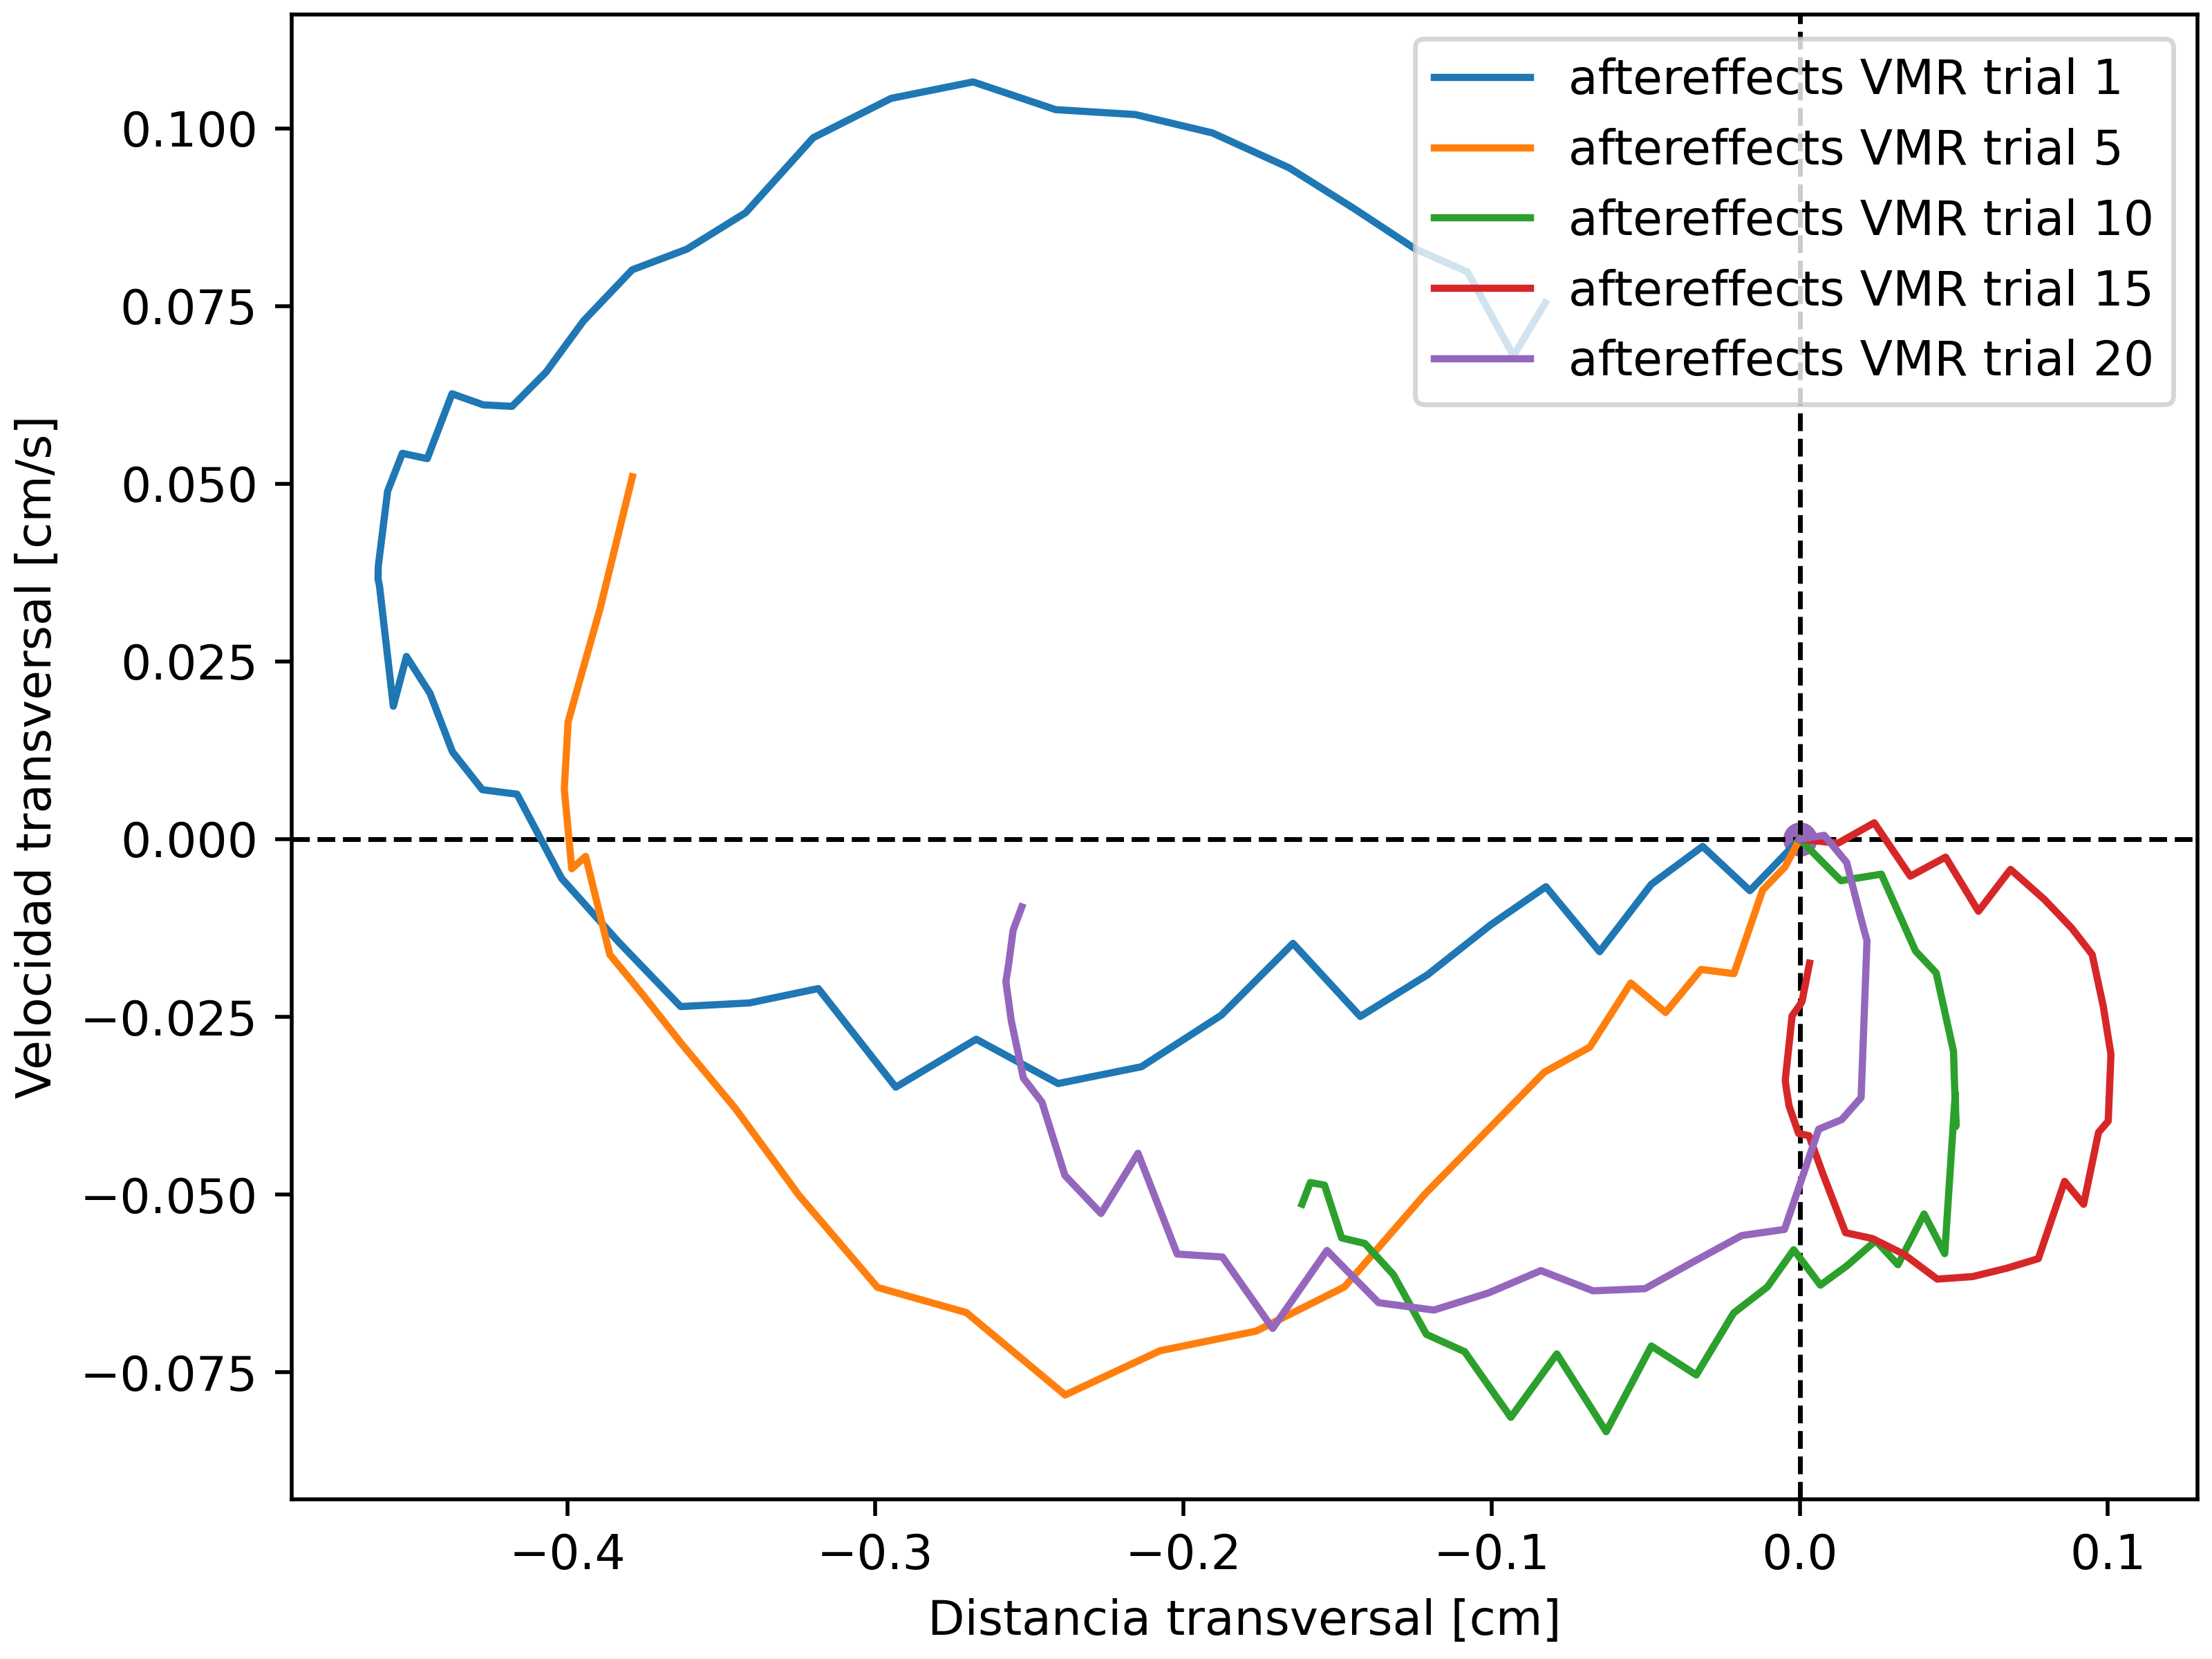 aftereffects VMR trial 1
aftereffects VMR trial 5
aftereffects VMR trial 10
aftereffects VMR trial 15
aftereffects VMR trial 20
Velocidad transversal [cm/s]
0.100
0.075
0.050
0.025
0.000
−0.025
−0.050
−0.075
−0.4
−0.3
−0.2
−0.1
0.0
0.1
Distancia transversal [cm]